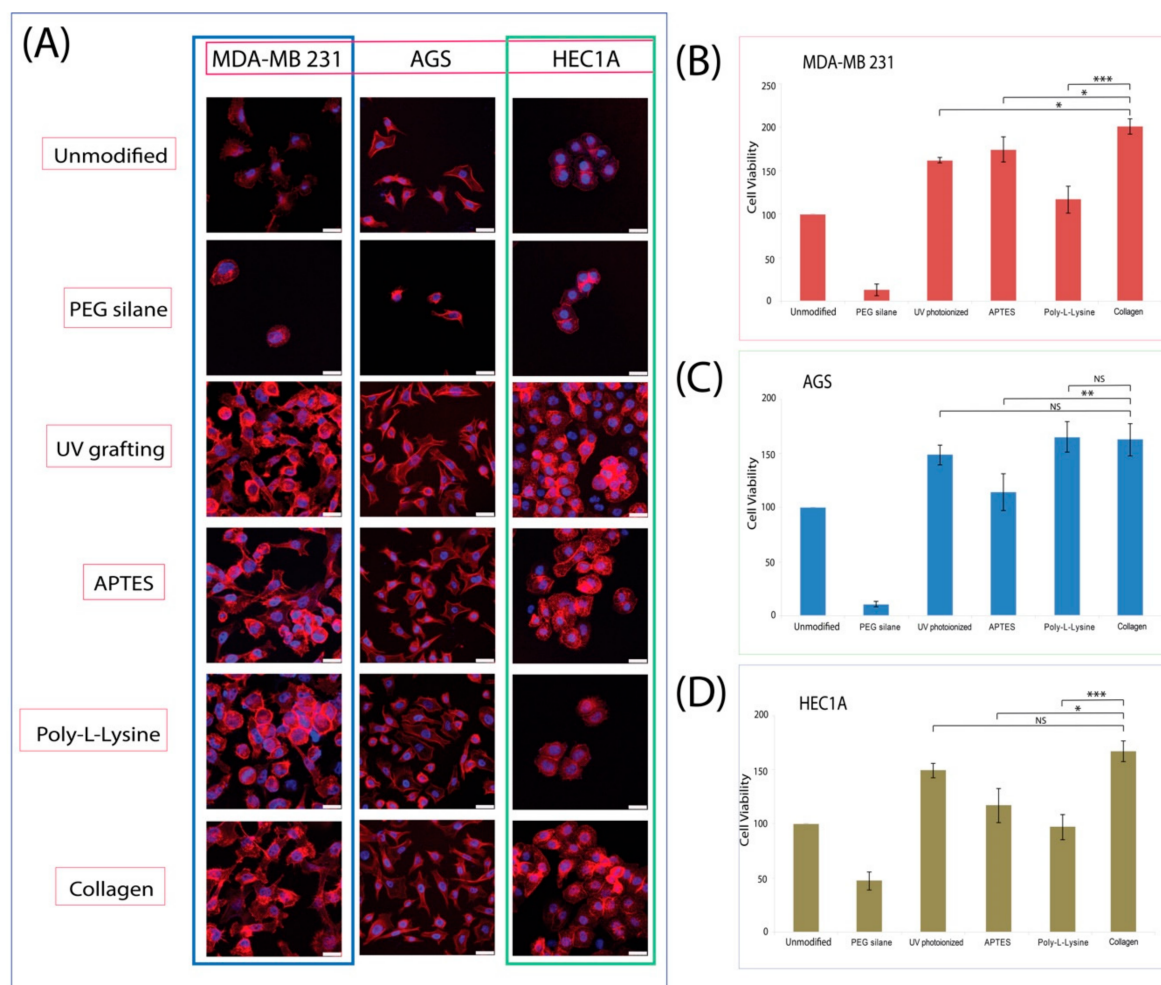 (A)
MDA-MB 231 AGS HEC1A
Unmodified
PEG silane
UV grafting
APTES
Poly-L-Lysine
Collagen
(B)
MDA-MB 231
Cell Viability
250
200
150
100
50
0
***
*
*
Unmodified PEG silane UV photoionized APTES Poly-L-Lysine Collagen
(C)
AGS
Cell Viability
200
150
100
50
0
NS
**
NS
Unmodified PEG silane UV photoionized APTES Poly-L-Lysine Collagen
(D)
HEC1A
Cell Viability
200
150
100
50
0
***
*
NS
Unmodified PEG silane UV photoionized APTES Poly-L-Lysine Collagen